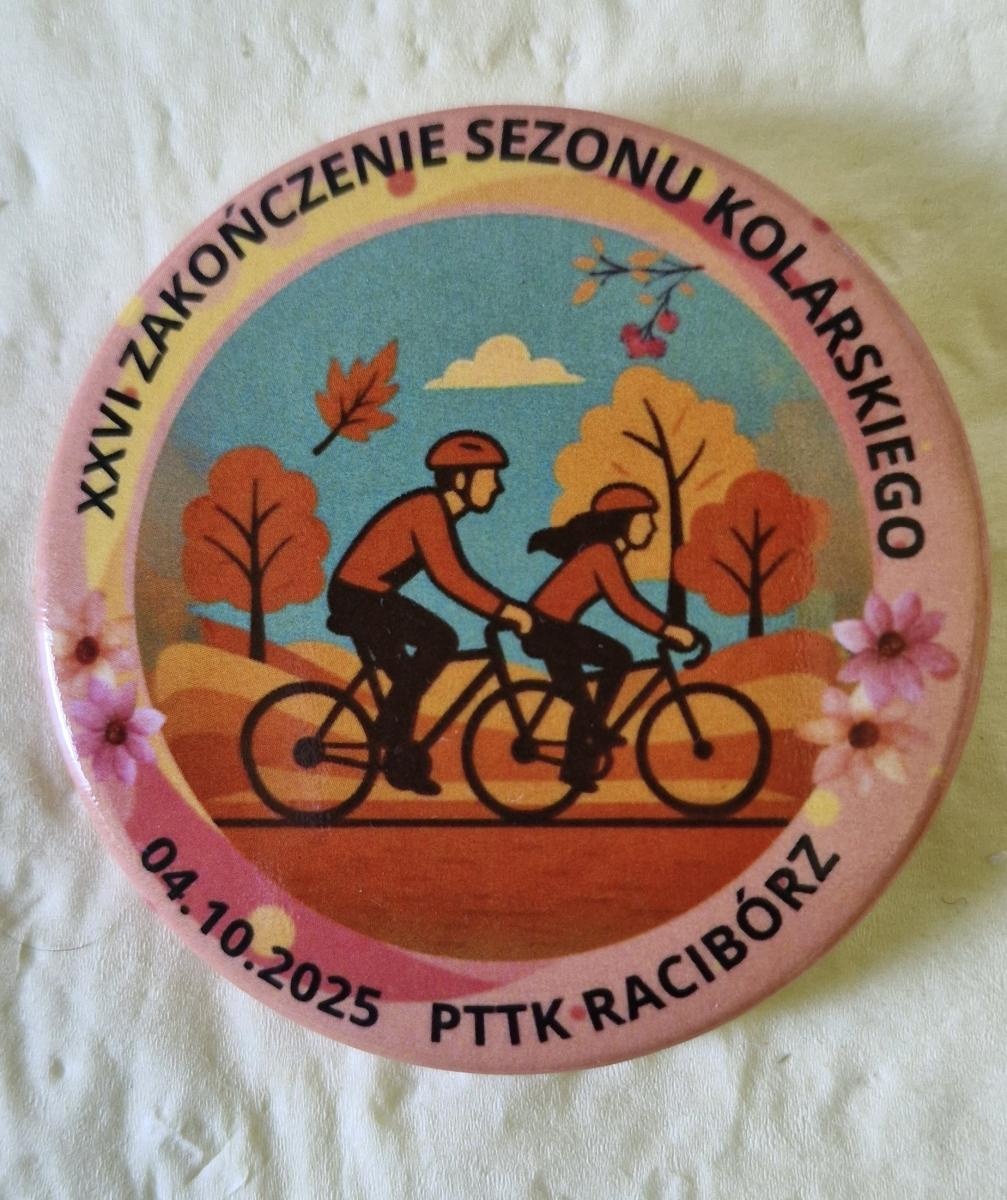 XXVI ZAKOŃCZENIE SEZONU KOLARSKIEGO
04.10.2025 PTTK RACIBÓRZ